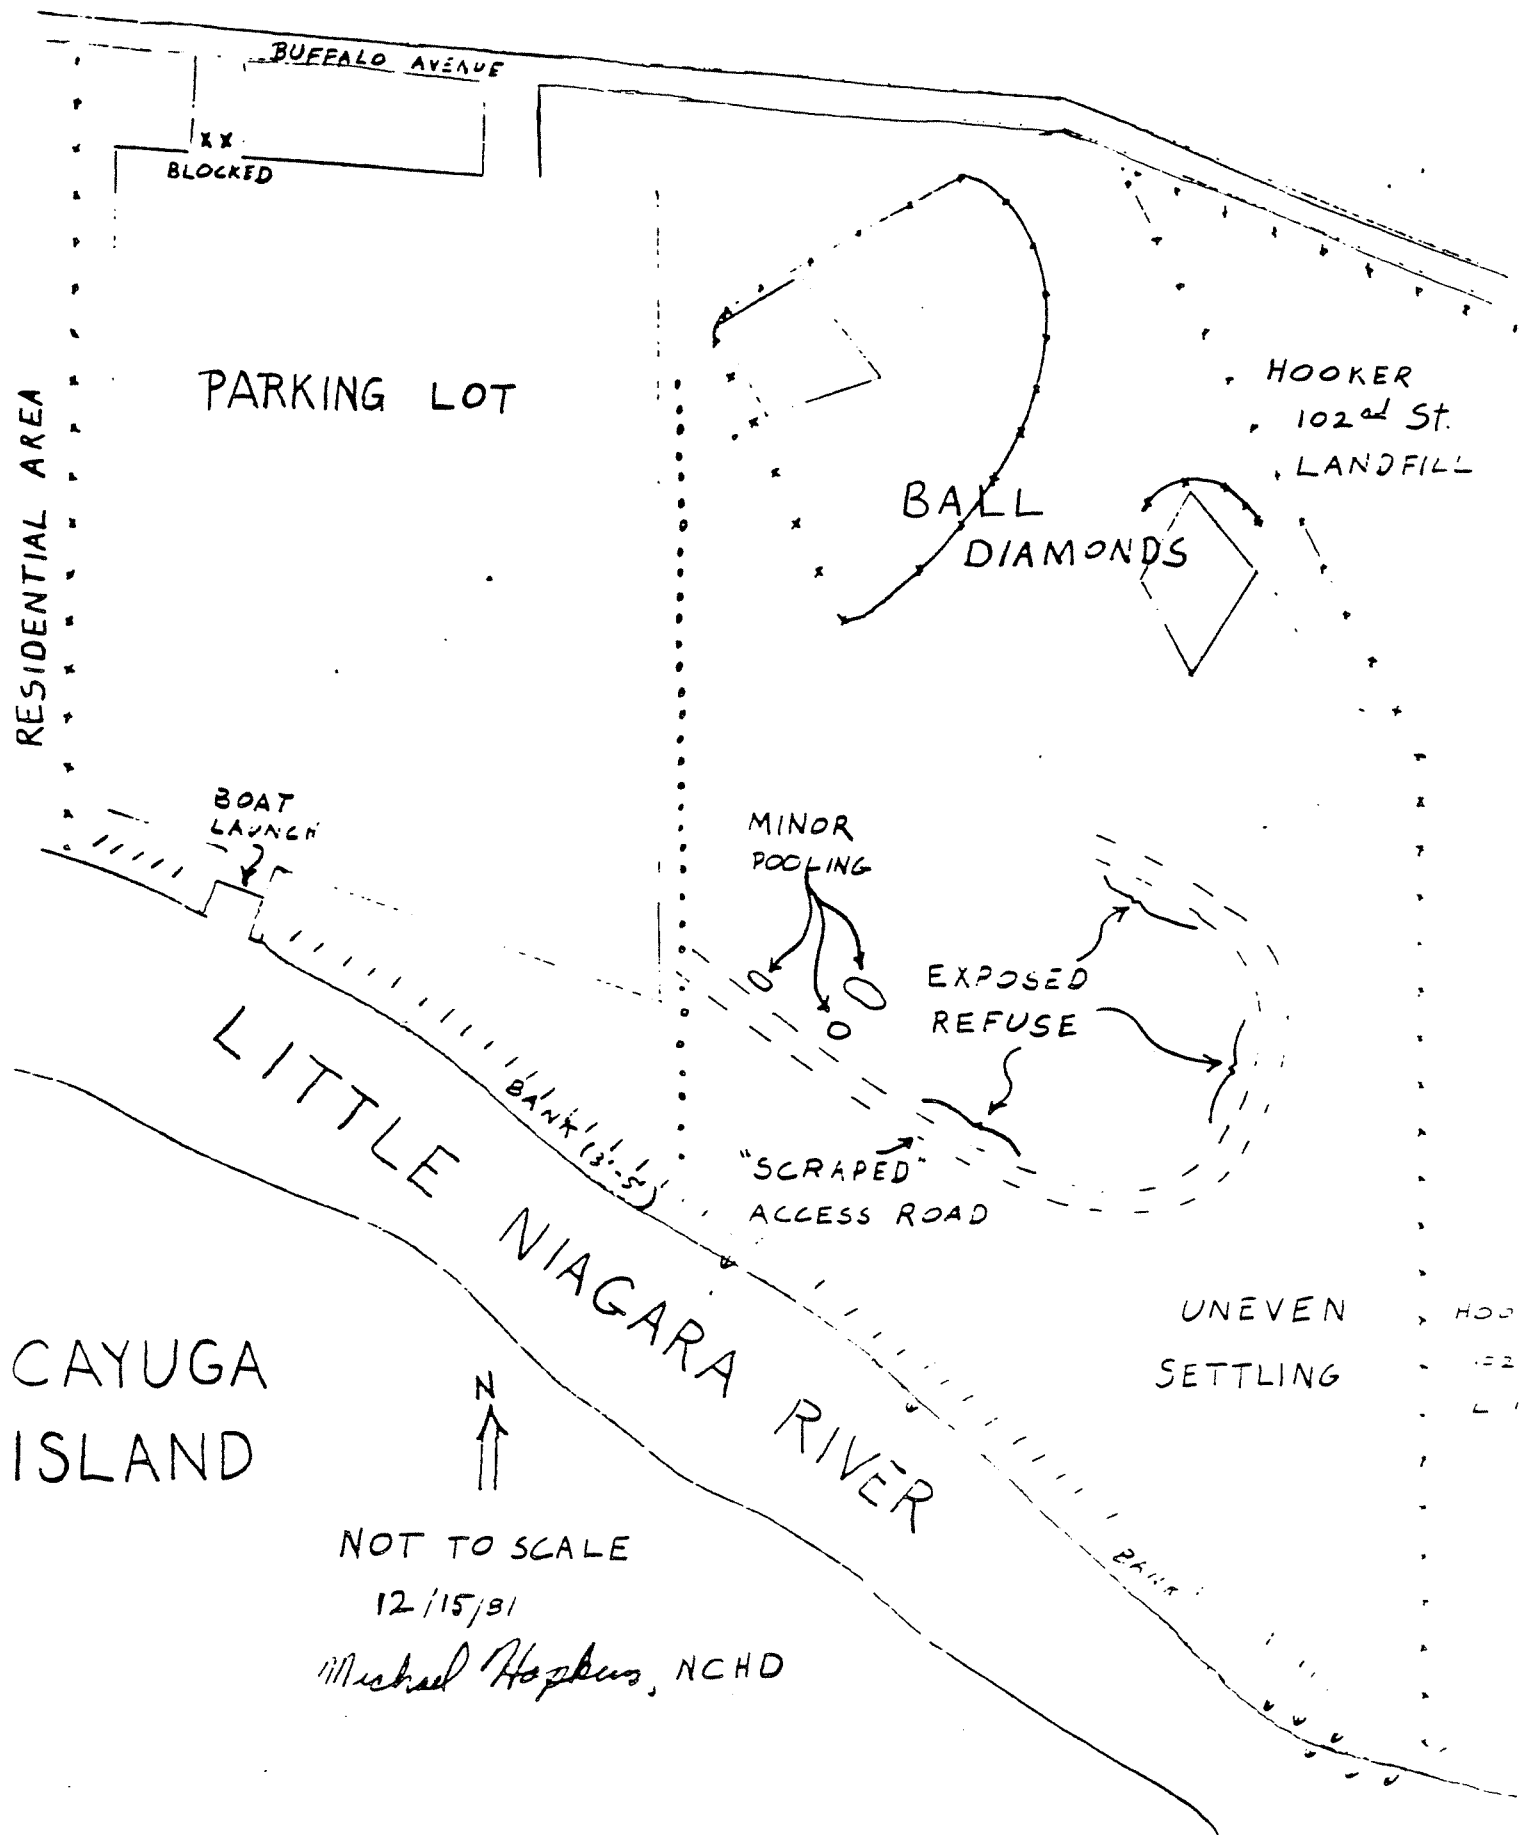 BUFFALO AVENUE
BLOCKED
PARKING LOT
RESIDENTIAL AREA
HOOKER
102nd St.
LANDFILL
BALL
DIAMONDS
BOAT
LAUNCH
MINOR
POOLING
EXPOSED
REFUSE
BANK (3'-5')
"SCRAPED"
ACCESS ROAD
LITTLE NIAGARA RIVER
UNEVEN
SETTLING
HOO
CAYUGA
ISLAND
N
BANK
NOT TO SCALE
12/15/81
Michael Hopkins, NCHD